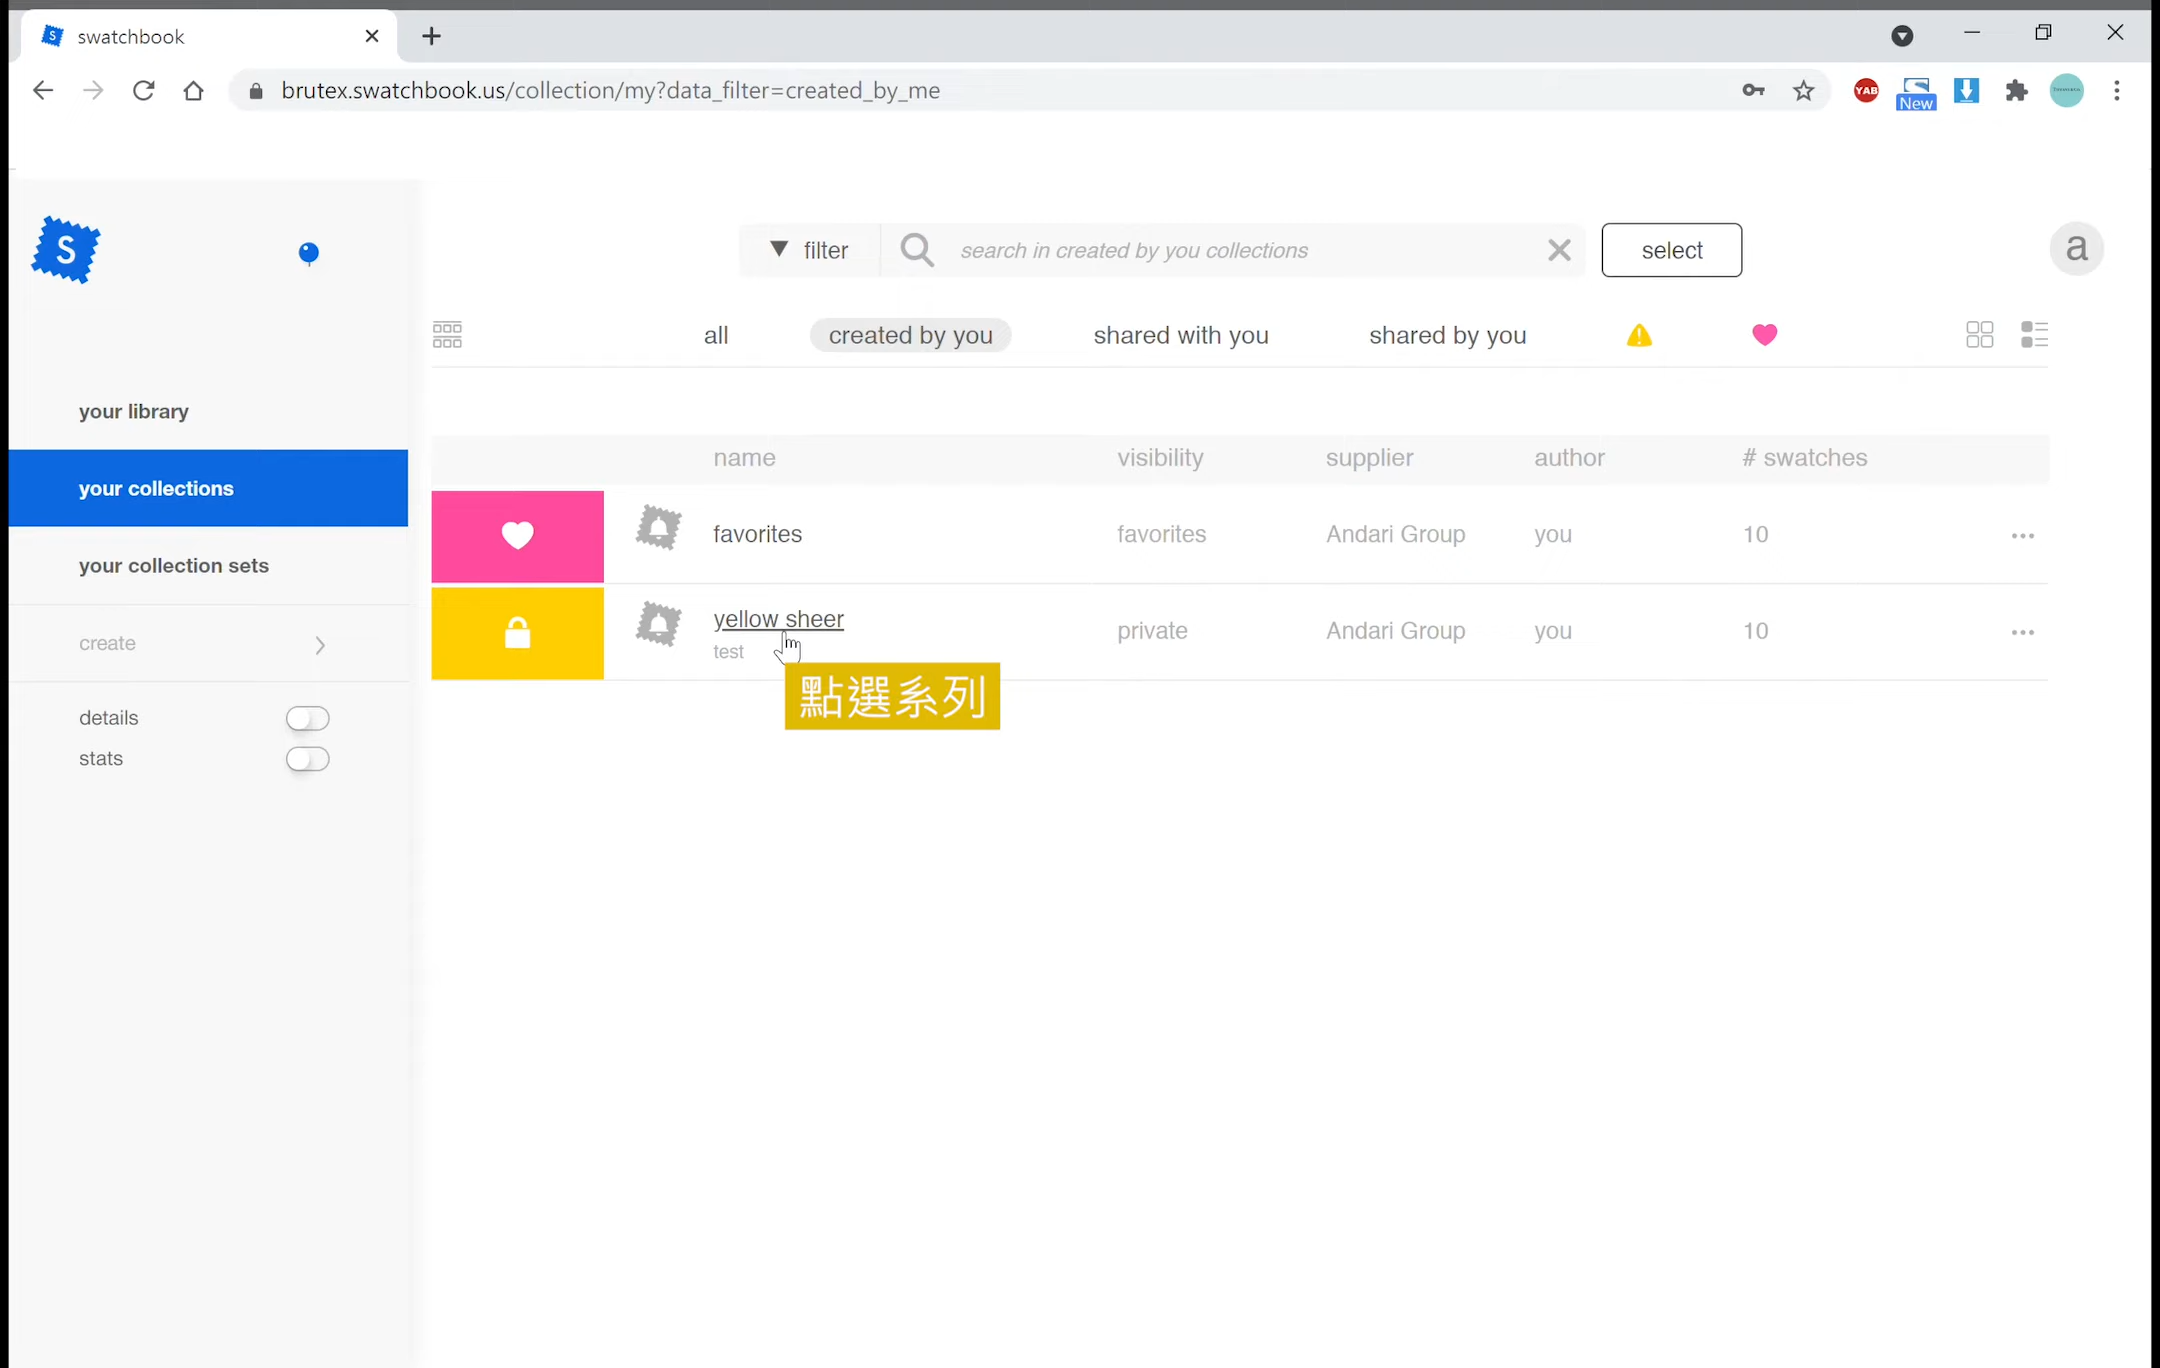 swatchbook
brutex.swatchbook.us/collection/my?data_filter=created_by_me
YAB
New
S
filter
search in created by you collections
select
a
all
created by you
shared with you
shared by you
your library
your collections
your collection sets
create
details
stats
name visibility supplier author # swatches
favorites favorites Andari Group you 10
yellow sheer private Andari Group you 10
test
點選系列